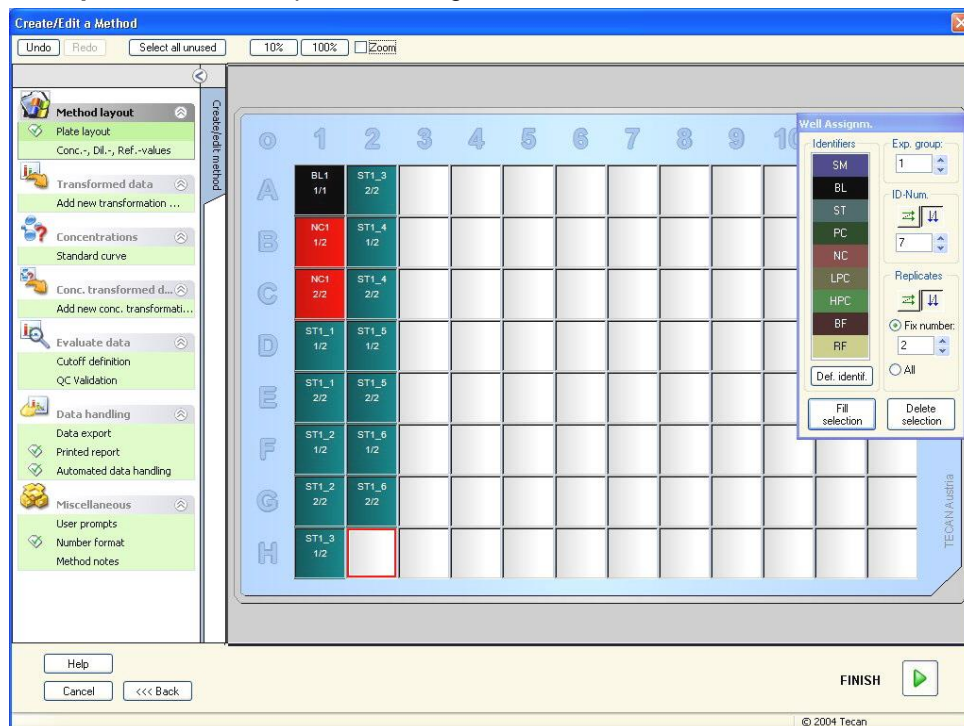 Create/Edit a Method
Undo Redo Select all unused 10% 100% Zoom
Create/edit method
Method layout
Plate layout
Conc.-, Dil.-, Ref.-values
Transformed data
Add new transformation ...
Concentrations
Standard curve
Conc. transformed d...
Add new conc. transformati...
Evaluate data
Cutoff definition
QC Validation
Data handling
Data export
Printed report
Automated data handling
Miscellaneous
User prompts
Number format
Method notes
o 1 2 3 4 5 6 7 8 9 10
A
BL1 ST1_3
1/1 2/2
B
NC1 ST1_4
1/2 1/2
C
NC1 ST1_4
2/2 2/2
D
ST1_1 ST1_5
1/2 1/2
E
ST1_1 ST1_5
2/2 2/2
F
ST1_2 ST1_6
1/2 1/2
G
ST1_2 ST1_6
2/2 2/2
H
ST1_3
1/2
TECAN Austria
Well Assignm.
Identifiers
SM
BL
ST
PC
NC
LPC
HPC
BF
RF
Def. identif.
Exp. group:
1
ID-Num.
7
Replicates
Fix number:
2
All
Fill selection
Delete selection
Help
Cancel <<< Back
FINISH
© 2004 Tecan